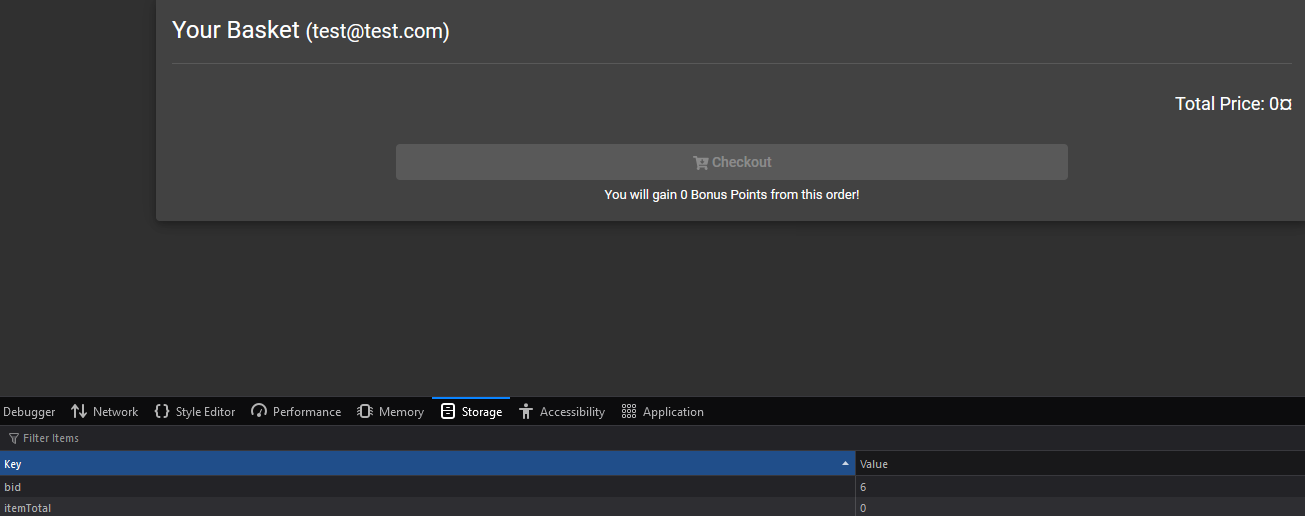 Your Basket (test@test.com)
Total Price: 0¤
Checkout
You will gain 0 Bonus Points from this order!
Debugger Network Style Editor Performance Memory Storage Accessibility Application
Filter Items
Key Value
bid 6
itemTotal 0